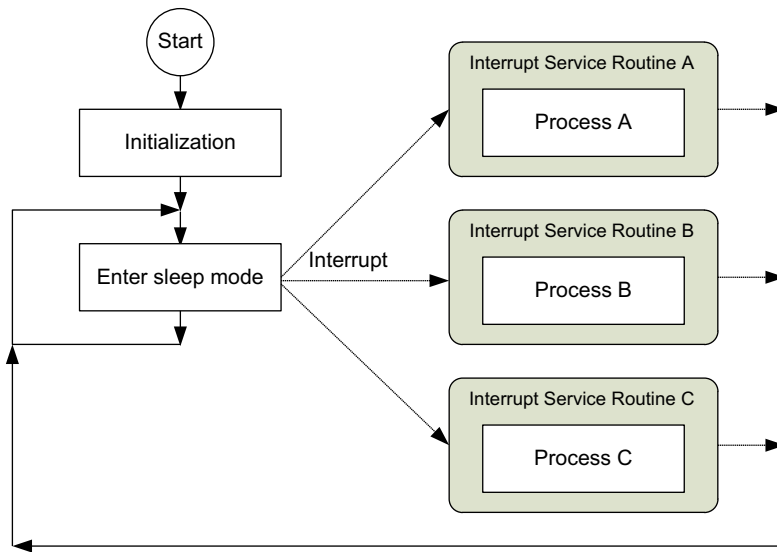 Start
Initialization
Enter sleep mode
Interrupt
Interrupt Service Routine A
Process A
Interrupt Service Routine B
Process B
Interrupt Service Routine C
Process C